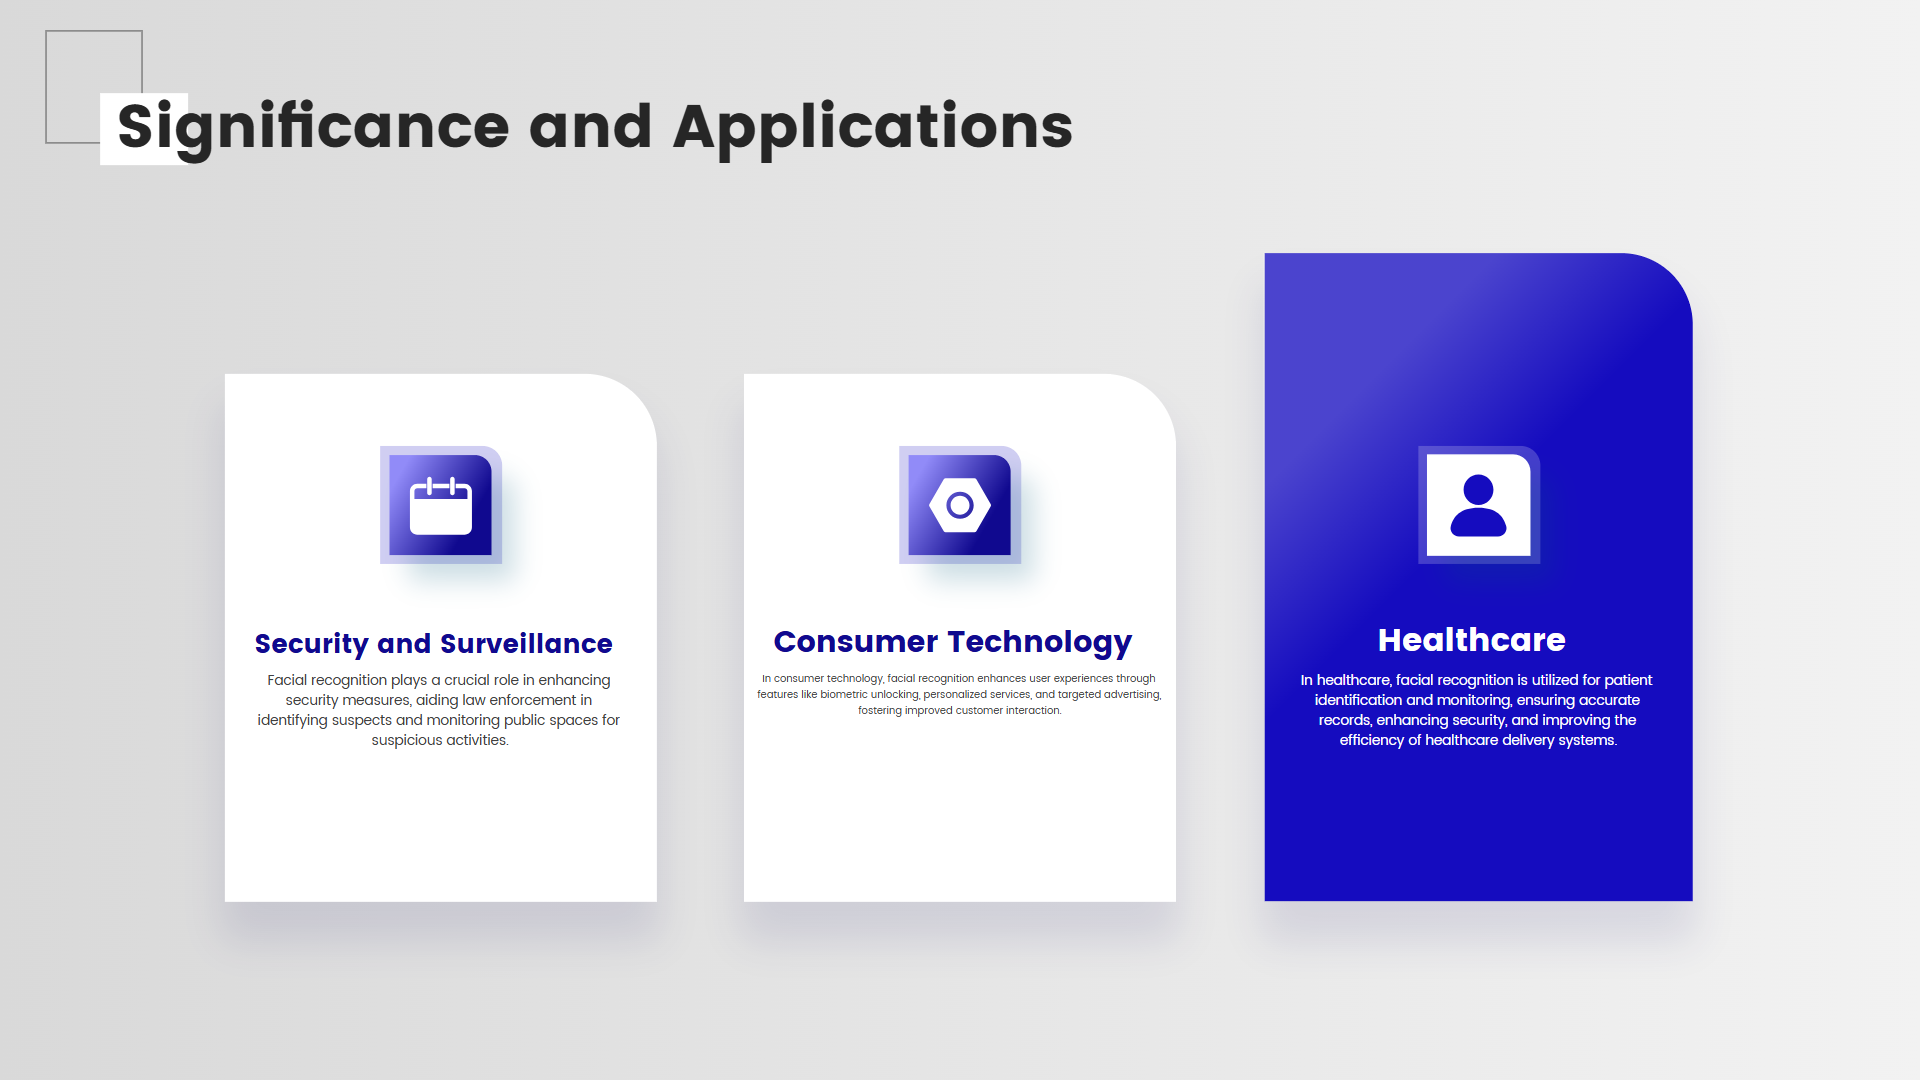 Significance and Applications
Security and Surveillance
Facial recognition plays a crucial role in enhancing
security measures, aiding law enforcement in
identifying suspects and monitoring public spaces for
suspicious activities.
Consumer Technology
In consumer technology, facial recognition enhances user experiences through
features like biometric unlocking, personalized services, and targeted advertising,
fostering improved customer interaction.
Healthcare
In healthcare, facial recognition is utilized for patient
identification and monitoring, ensuring accurate
records, enhancing security, and improving the
efficiency of healthcare delivery systems.